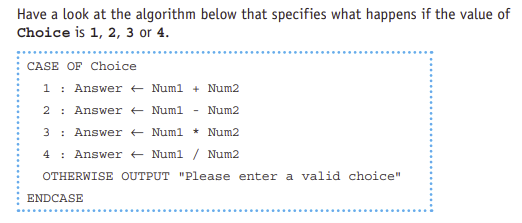 Have a look at the algorithm below that specifies what happens if the value of
Choice is 1, 2, 3 or 4.
CASE OF Choice
1 : Answer ← Num1 + Num2
2 : Answer ← Num1 - Num2
3 : Answer ← Num1 * Num2
4 : Answer ← Num1 / Num2
OTHERWISE OUTPUT "Please enter a valid choice"
ENDCASE